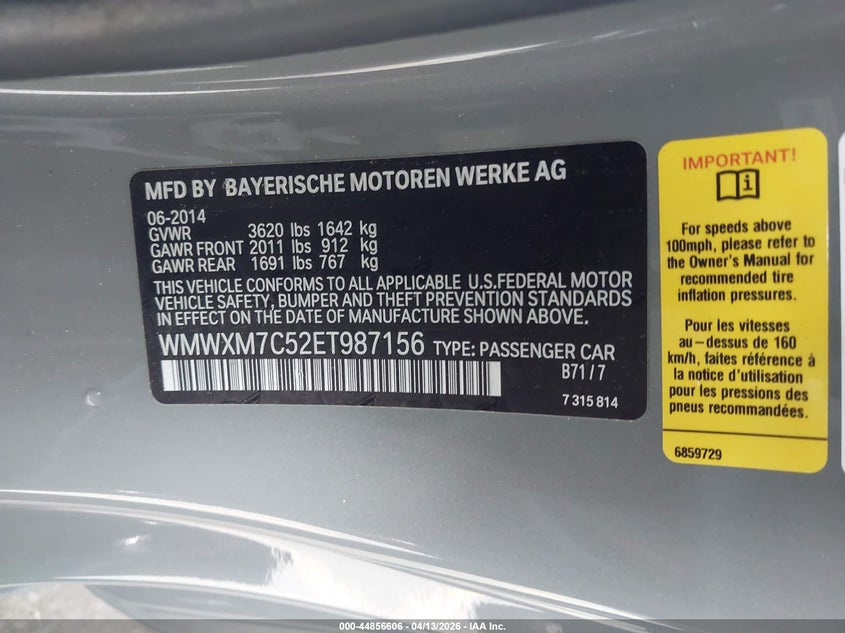 MFD BY BAYERISCHE MOTOREN WERKE AG
06-2014
GVWR 3620 lbs 1642 kg
GAWR FRONT 2011 lbs 912 kg
GAWR REAR 1691 lbs 767 kg
THIS VEHICLE CONFORMS TO ALL APPLICABLE U.S.FEDERAL MOTOR
VEHICLE SAFETY, BUMPER AND THEFT PREVENTION STANDARDS
IN EFFECT ON THE DATE OF MANUFACTURE SHOWN ABOVE.
WMWXM7C52ET987156 TYPE: PASSENGER CAR
B71/7
7 315 814
IMPORTANT!
i
For speeds above
100mph, please refer to
the Owner's Manual for
recommended tire
inflation pressures.
Pour les vitesses
au-dessus de 160
km/h, faites référence à
la notice d'utilisation
pour les pressions des
pneus recommandées.
6859729
000-44856606 - 04/13/2026 - IAA Inc.